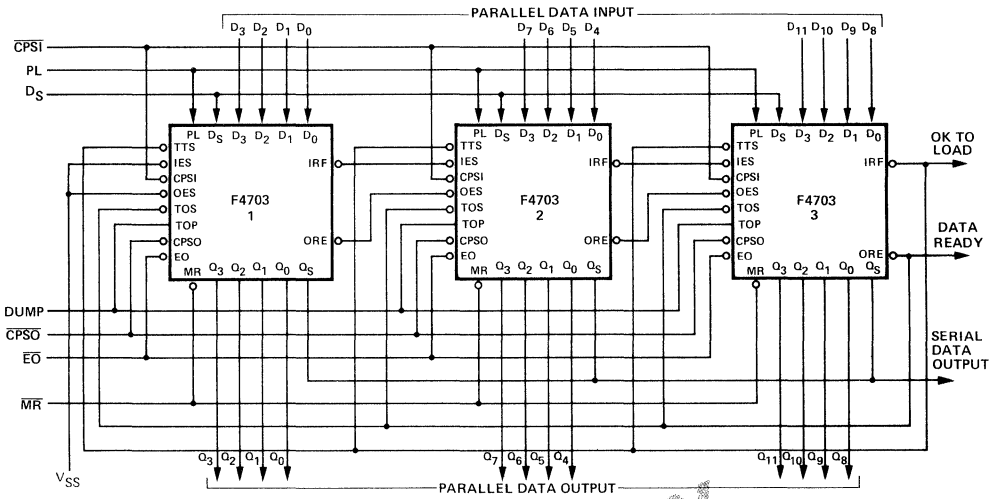 PARALLEL DATA INPUT
D3 D2 D1 D0 D7 D6 D5 D4 D11 D10 D9 D8
CPSI
PL
DS
PL DS D3 D2 D1 D0
TTS
IES
CPSI
OES
TOS
TOP
CPSO
EO
IRF
ORE
F4703
1
MR Q3 Q2 Q1 Q0 QS
PL DS D3 D2 D1 D0
TTS
IES
CPSI
OES
TOS
TOP
CPSO
EO
IRF
ORE
F4703
2
MR Q3 Q2 Q1 Q0 QS
PL DS D3 D2 D1 D0
TTS
IES
CPSI
OES
TOS
TOP
CPSO
EO
IRF
ORE
F4703
3
MR Q3 Q2 Q1 Q0 QS
OK TO
LOAD
DATA
READY
SERIAL
DATA
OUTPUT
DUMP
CPSO
EO
MR
VSS
Q3 Q2 Q1 Q0 Q7 Q6 Q5 Q4 Q11 Q10 Q9 Q8
PARALLEL DATA OUTPUT